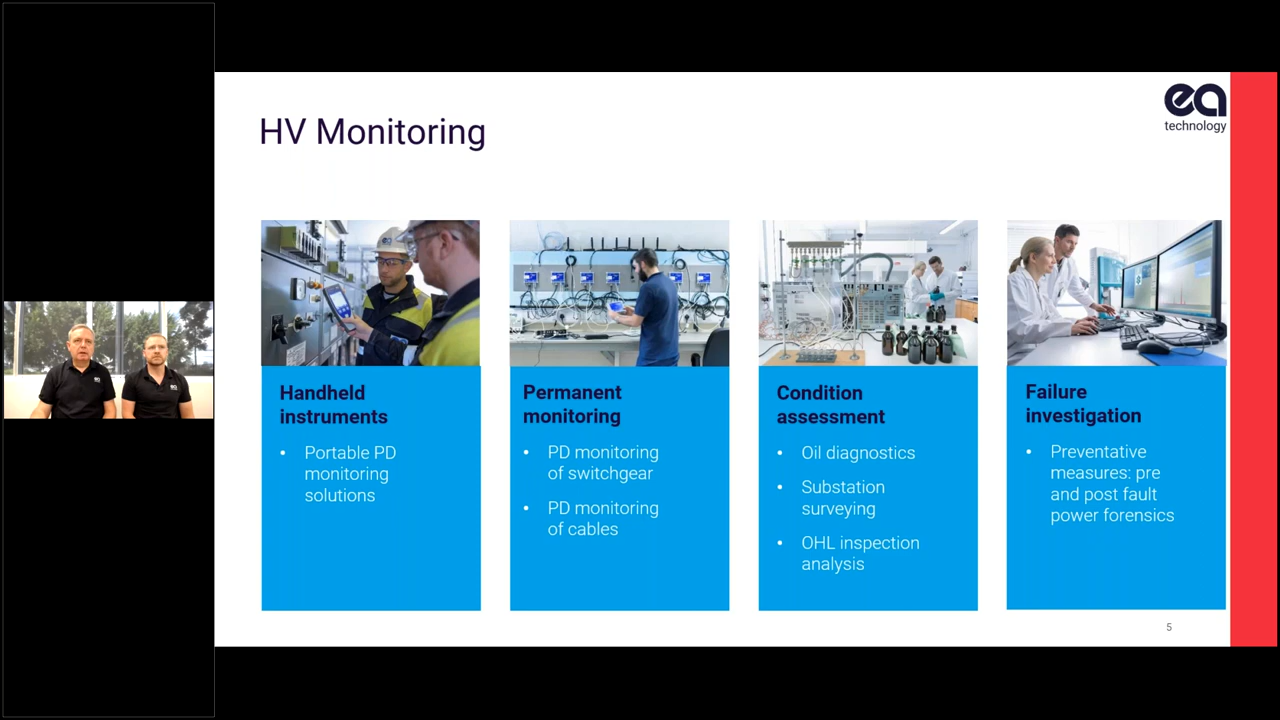 ea
technology
HV Monitoring
Handheld
instruments
• Portable PD
monitoring
solutions
Permanent
monitoring
• PD monitoring
of switchgear
• PD monitoring
of cables
Condition
assessment
• Oil diagnostics
• Substation
surveying
• OHL inspection
analysis
Failure
investigation
• Preventative
measures: pre
and post fault
power forensics
5